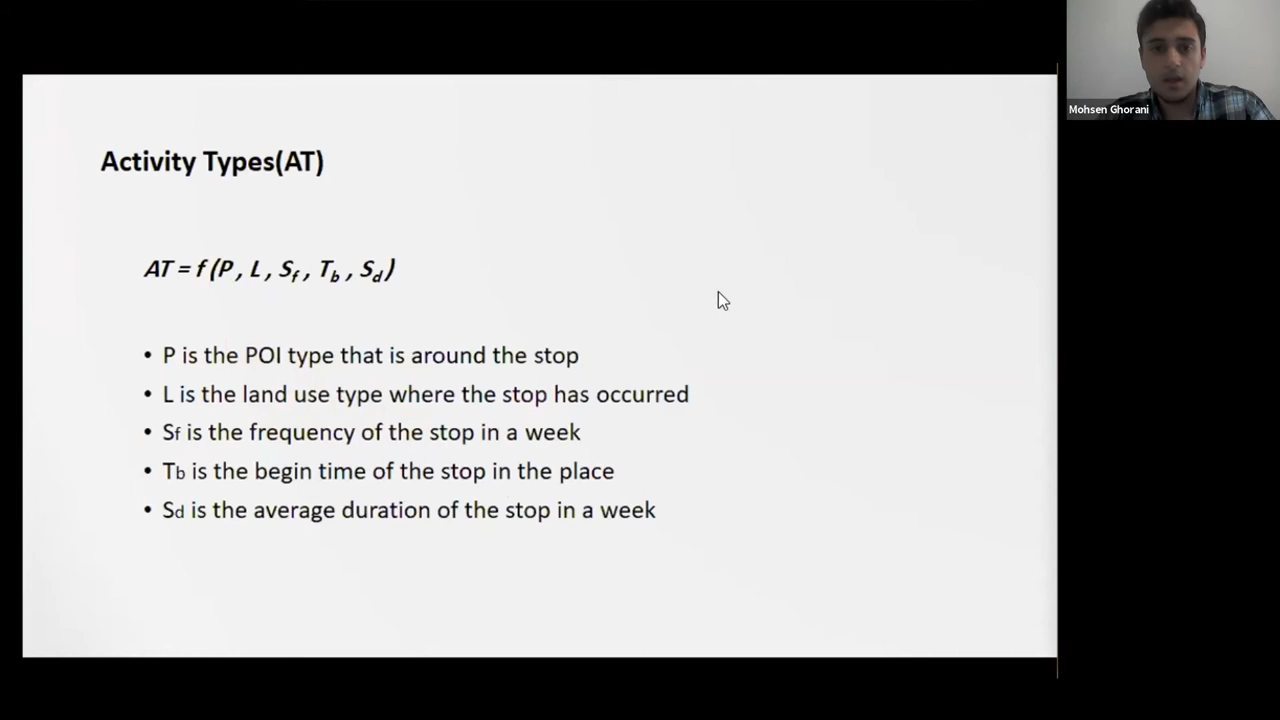 Mohsen Ghorani
Activity Types(AT)
AT = f (P , L , Sf , Tb , Sd )
• P is the POI type that is around the stop
• L is the land use type where the stop has occurred
• Sf is the frequency of the stop in a week
• Tb is the begin time of the stop in the place
• Sd is the average duration of the stop in a week